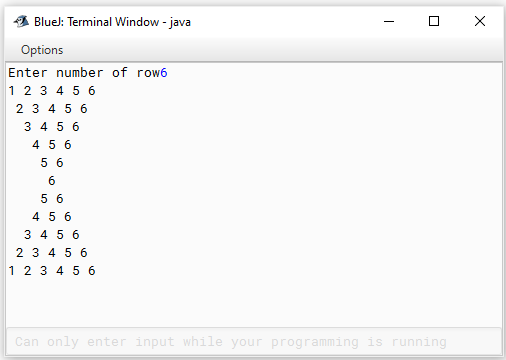 BlueJ: Terminal Window - java
Options
Enter number of row6
1 2 3 4 5 6
 2 3 4 5 6
  3 4 5 6
   4 5 6
    5 6
     6
    5 6
   4 5 6
  3 4 5 6
 2 3 4 5 6
1 2 3 4 5 6
Can only enter input while your programming is running